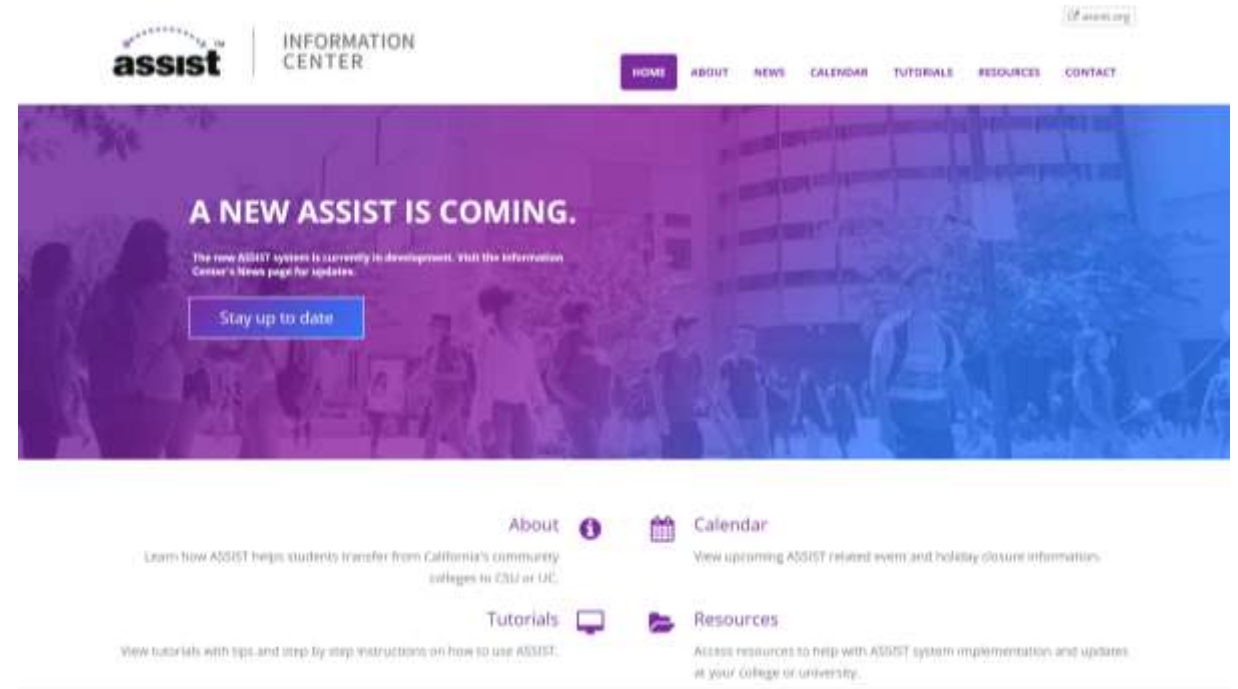 assist.org
assist™
INFORMATION
CENTER
HOME ABOUT NEWS CALENDAR TUTORIALS RESOURCES CONTACT
A NEW ASSIST IS COMING.
The new ASSIST system is currently in development. Visit the Information
Center's News page for updates.
Stay up to date
About
Learn how ASSIST helps students transfer from California's community
colleges to CSU or UC.
Calendar
View upcoming ASSIST related event and holiday closure information.
Tutorials
View tutorials with tips and step by step instructions on how to use ASSIST.
Resources
Access resources to help with ASSIST system implementation and updates
at your college or university.